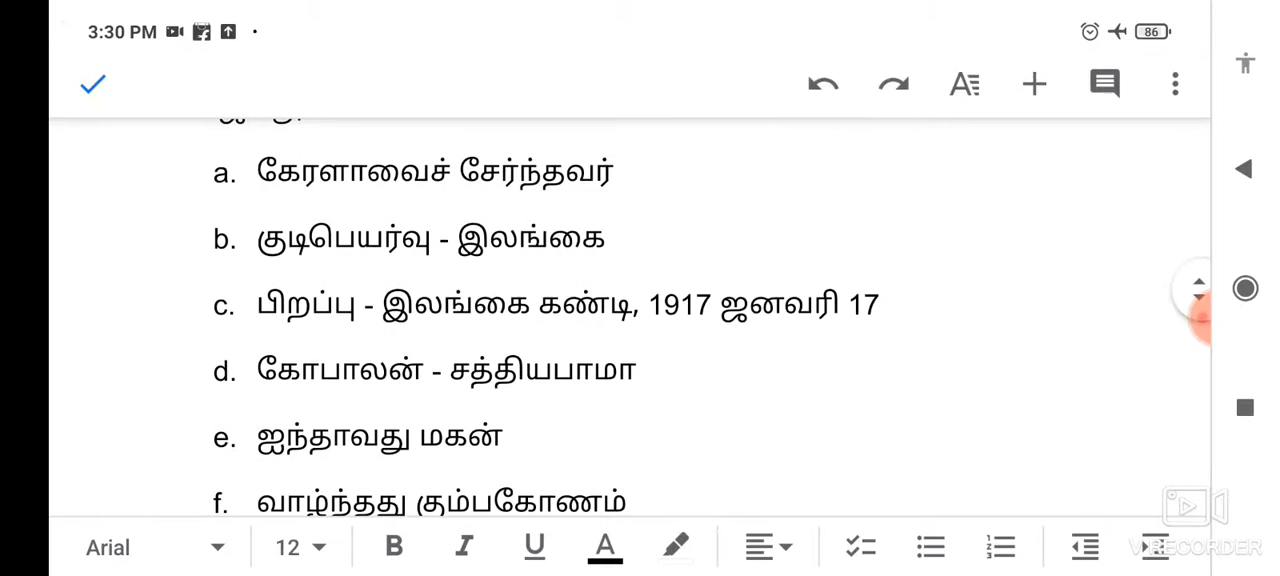 3:30 PM
86
a. கேரளாவைச் சேர்ந்தவர்
b. குடிபெயர்வு - இலங்கை
c. பிறப்பு - இலங்கை கண்டி, 1917 ஜனவரி 17
d. கோபாலன் - சத்தியபாமா
e. ஐந்தாவது மகன்
f. வாழ்ந்தது கும்பகோணம்
Arial 12 B I U A
VRECORDER